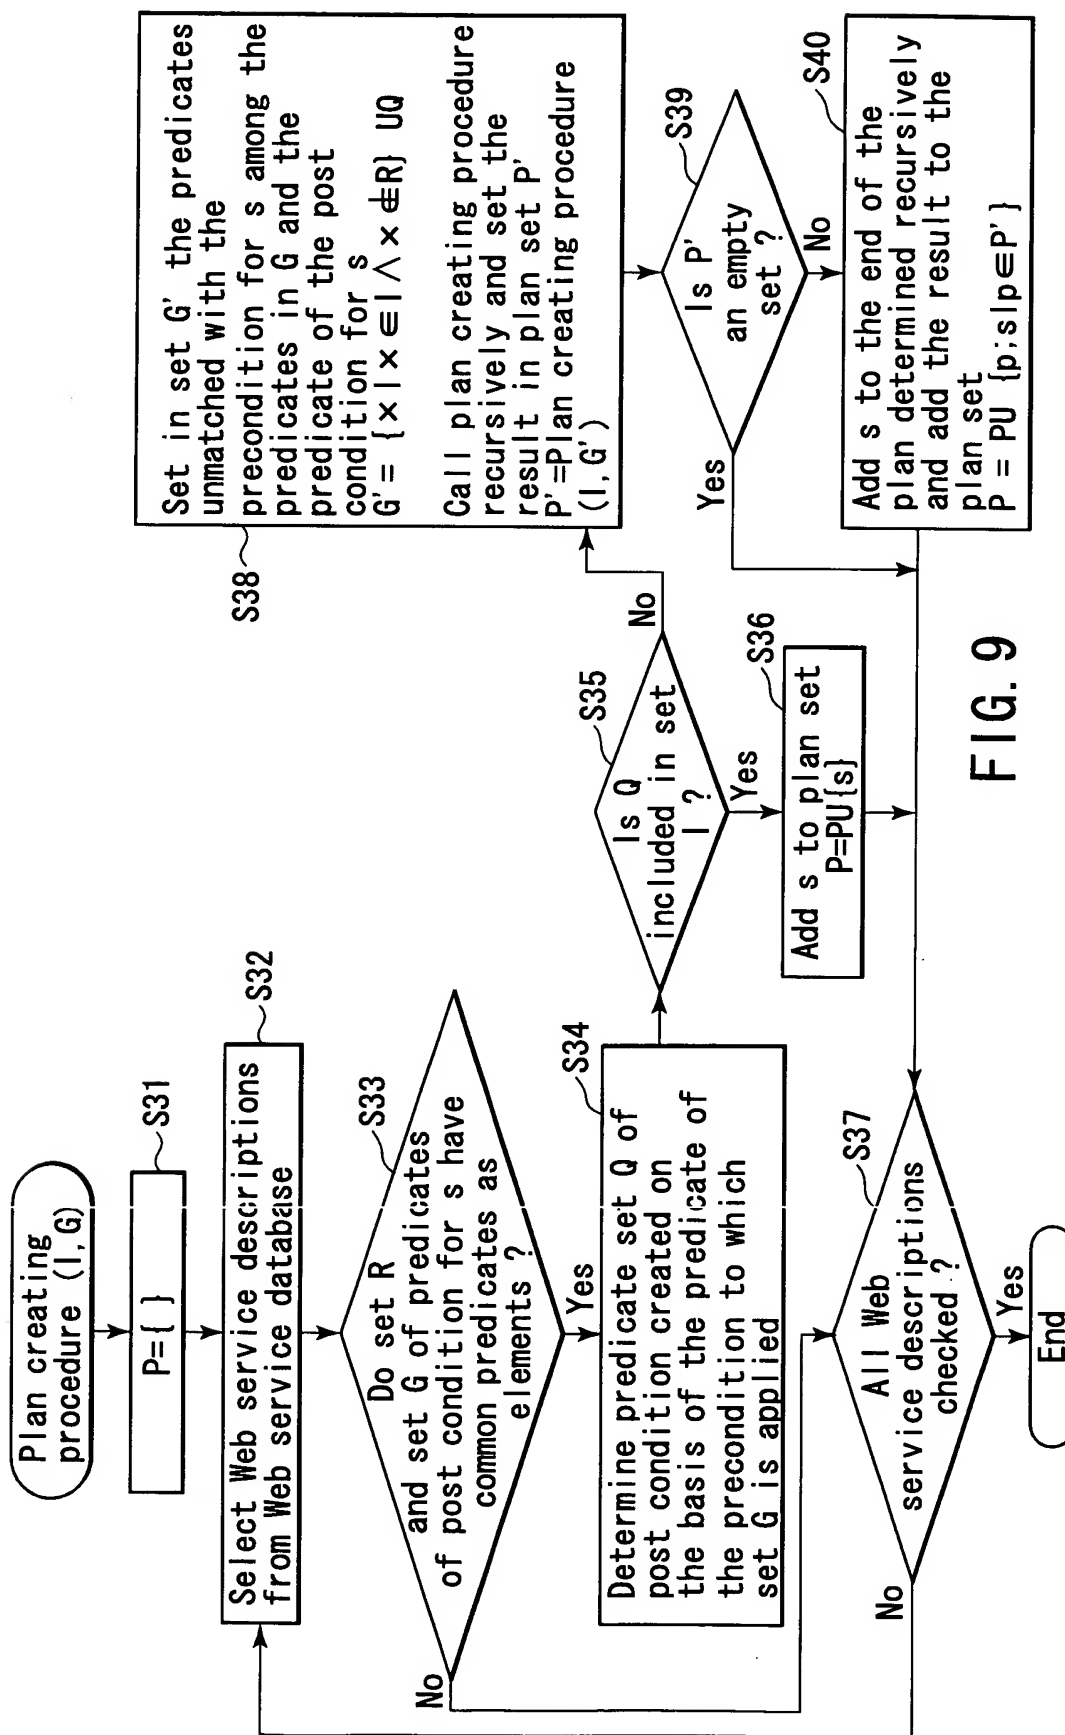 Plan creating
procedure (I,G)
S31
P={ }
S32
Select Web service descriptions
from Web service database
S33
Do set R
and set G of predicates
of post condition for s have
common predicates as
elements ?
No
Yes
S34
Determine predicate set Q of
post condition created on
the basis of the predicate of
the precondition to which
set G is applied
S35
Is Q
included in set
I ?
No
Yes
S36
Add s to plan set
P=PU{s}
S37
All Web
service descriptions
checked ?
No
Yes
End
S38
Set in set G' the predicates
unmatched with the
precondition for s among the
predicates in G and the
predicate of the post
condition for s
G'= {×|×∈I∧×∉R} UQ
Call plan creating procedure
recursively and set the
result in plan set P'
P'=Plan creating procedure
(I,G')
S39
Is P'
an empty
set ?
Yes
No
S40
Add s to the end of the
plan determined recursively
and add the result to the
plan set
P = PU {p;s|p∈P'}
FIG. 9